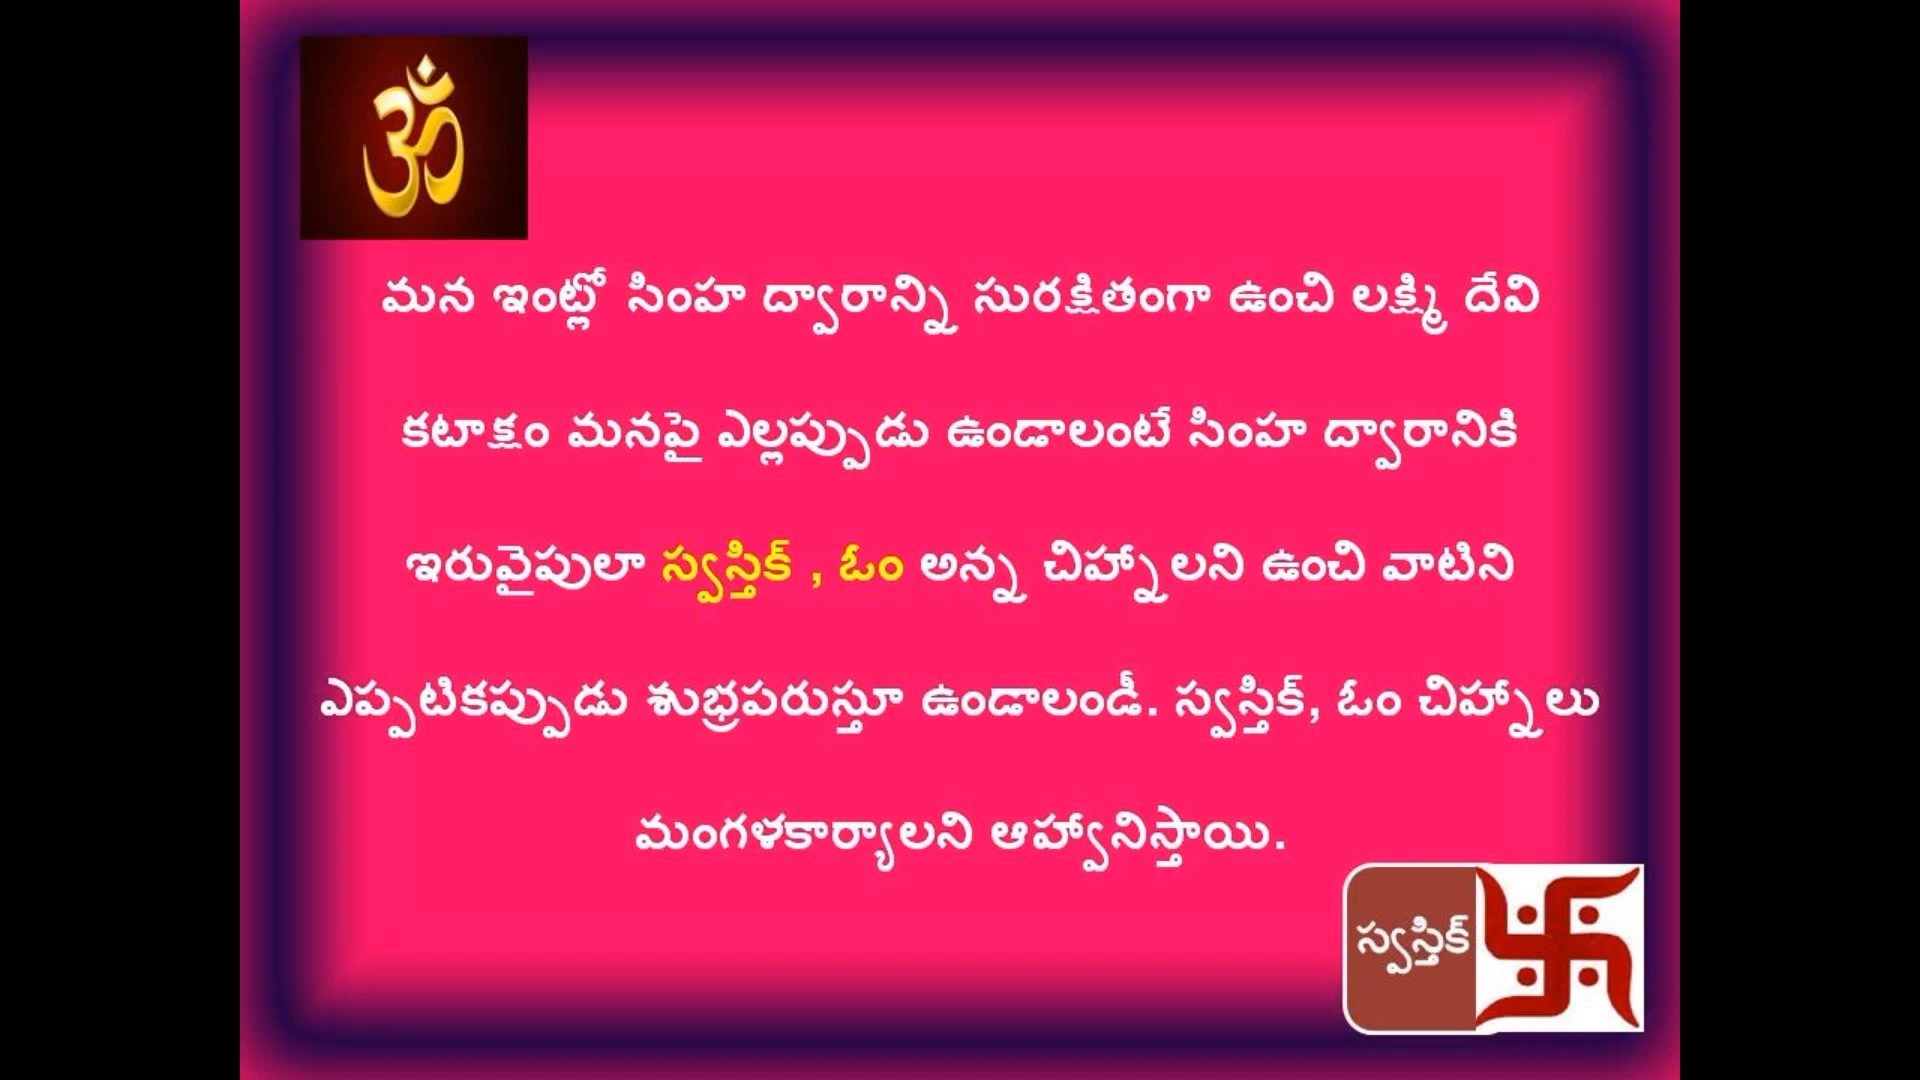 ॐ
మన ఇంట్లో సింహ ద్వారాన్ని సురక్షితంగా ఉంచి లక్ష్మి దేవి
కటాక్షం మనపై ఎల్లప్పుడు ఉండాలంటే సింహ ద్వారానికి
ఇరువైపులా స్వస్తిక్ , ఓం అన్న చిహ్నాలని ఉంచి వాటిని
ఎప్పటికప్పుడు శుభ్రపరుస్తూ ఉండాలండీ. స్వస్తిక్, ఓం చిహ్నాలు
మంగళకార్యాలని ఆహ్వానిస్తాయి.
స్వస్తిక్